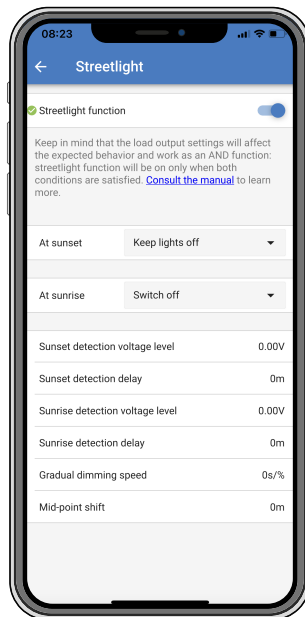 08:23
Streetlight
Streetlight function
Keep in mind that the load output settings will affect
the expected behavior and work as an AND function:
streetlight function will be on only when both
conditions are satisfied. Consult the manual to learn
more.
At sunset Keep lights off
At sunrise Switch off
Sunset detection voltage level 0.00V
Sunset detection delay 0m
Sunrise detection voltage level 0.00V
Sunrise detection delay 0m
Gradual dimming speed 0s/%
Mid-point shift 0m